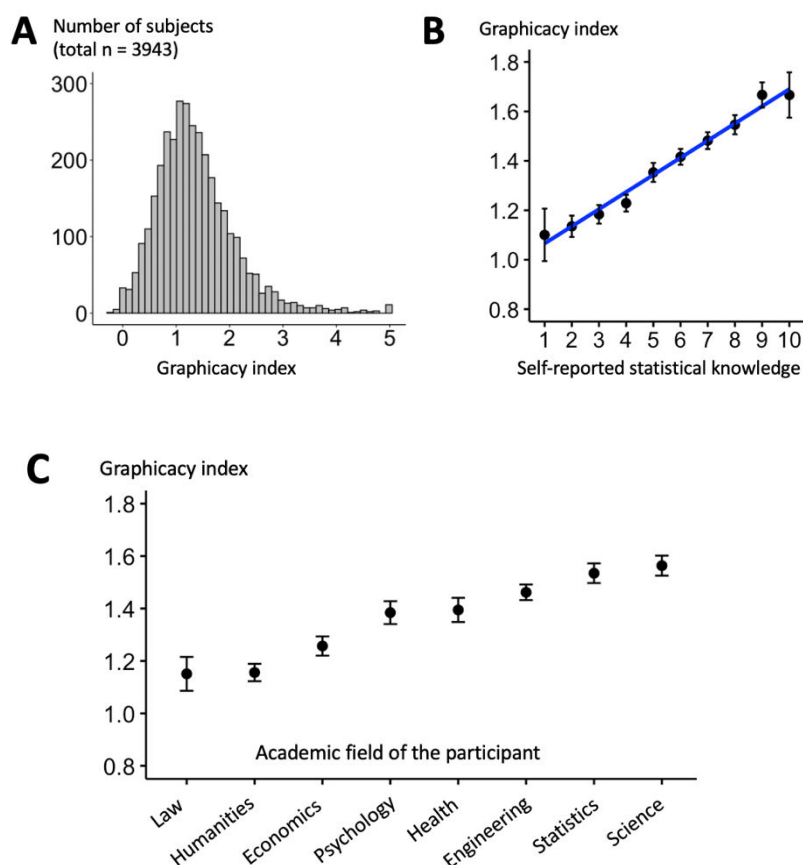 A
Number of subjects
(total n = 3943)
300
200
100
0
0 1 2 3 4 5
Graphicacy index
B
Graphicacy index
1.8
1.6
1.4
1.2
1.0
0.8
1 2 3 4 5 6 7 8 9 10
Self-reported statistical knowledge
C
Graphicacy index
1.8
1.6
1.4
1.2
1.0
0.8
Academic field of the participant
Law
Humanities
Economics
Psychology
Health
Engineering
Statistics
Science